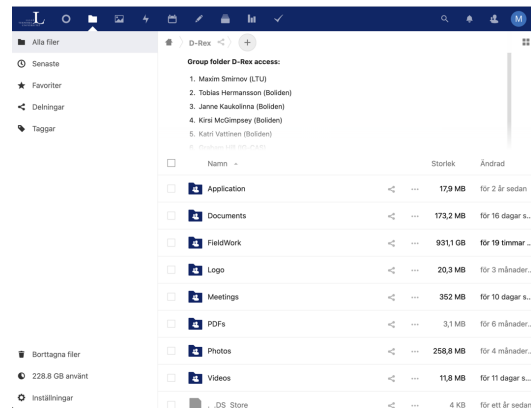 L
M
Alla filer
Senaste
Favoriter
Delningar
Taggar
D-Rex
Group folder D-Rex access:
1. Maxim Smirnov (LTU)
2. Tobias Hermansson (Boliden)
3. Janne Kaukolinna (Boliden)
4. Kirsi McGimpsey (Boliden)
5. Katri Vattinen (Boliden)
Namn Storlek Ändrad
Application 17,9 MB för 2 år sedan
Documents 173,2 MB för 16 dagar s...
FieldWork 931,1 GB för 19 timmar ...
Logo 20,3 MB för 3 månader...
Meetings 352 MB för 10 dagar s...
PDFs 3,1 MB för 6 månader...
Photos 258,8 MB för 4 månader...
Videos 11,8 MB för 11 dagar s...
._.DS_Store 4 KB för ett år sedan
Borttagna filer
228.8 GB använt
Inställningar